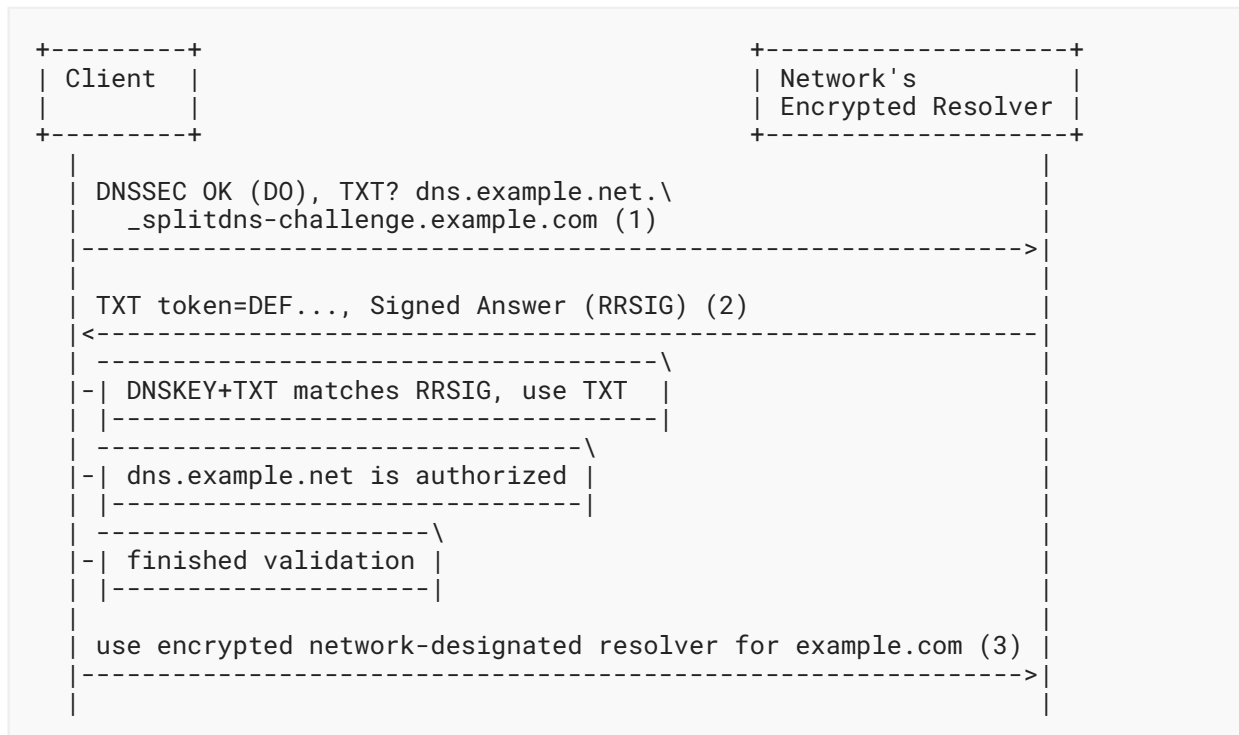 +---------+                                     +---------------------+
| Client  |                                     | Network's           |
|         |                                     | Encrypted Resolver |
+---------+                                     +---------------------+
  |                                                                |
  | DNSSEC OK (DO), TXT? dns.example.net.\                         |
  |   _splitdns-challenge.example.com (1)                          |
  |--------------------------------------------------------------->|
  |                                                                |
  | TXT token=DEF..., Signed Answer (RRSIG) (2)                    |
  |<---------------------------------------------------------------|
  | -------------------------------------\                         |
  |-| DNSKEY+TXT matches RRSIG, use TXT  |                         |
  | |------------------------------------|                         |
  | --------------------------------\                              |
  |-| dns.example.net is authorized |                              |
  | |-------------------------------|                              |
  | ----------------------\                                        |
  |-| finished validation |                                        |
  | |---------------------|                                        |
  |                                                                |
  | use encrypted network-designated resolver for example.com (3) |
  |--------------------------------------------------------------->|
  |                                                                |